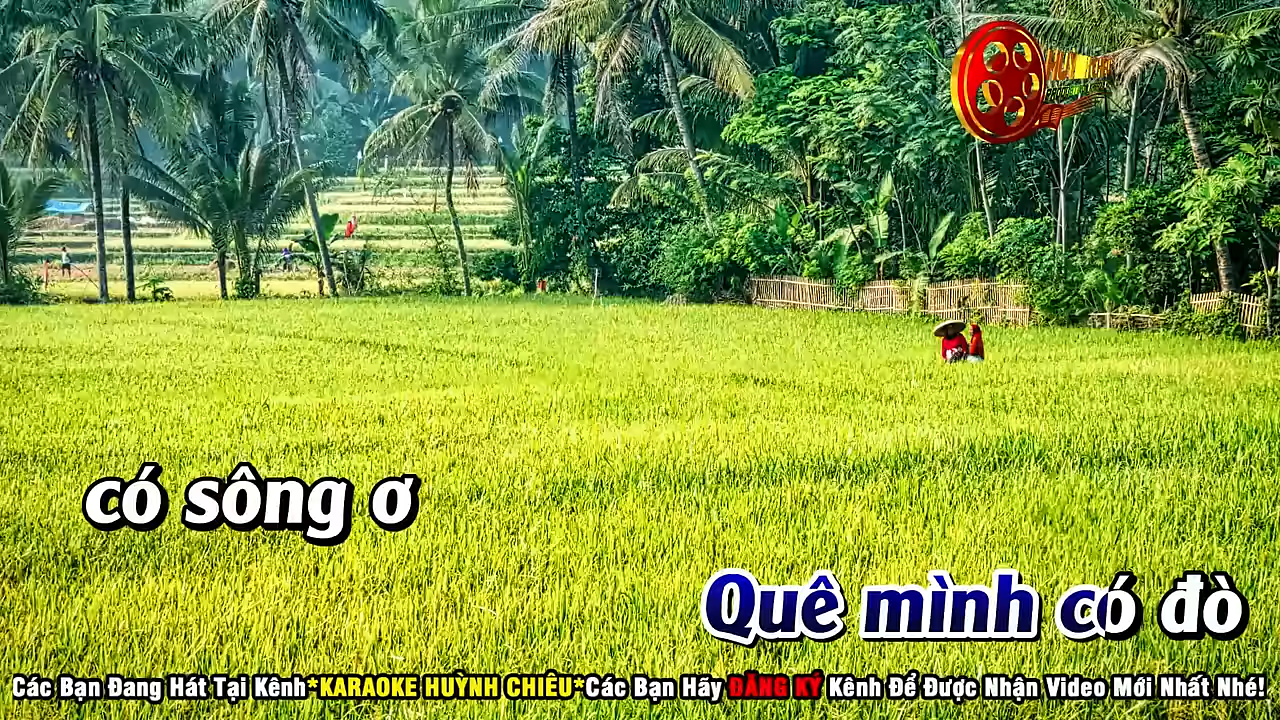 có sông ơ
Quê mình có đò
Các Bạn Đang Hát Tại Kênh*KARAOKE HUỲNH CHIÊU*Các Bạn Hãy ĐĂNG KÝ Kênh Để Được Nhận Video Mới Nhất Nhé!